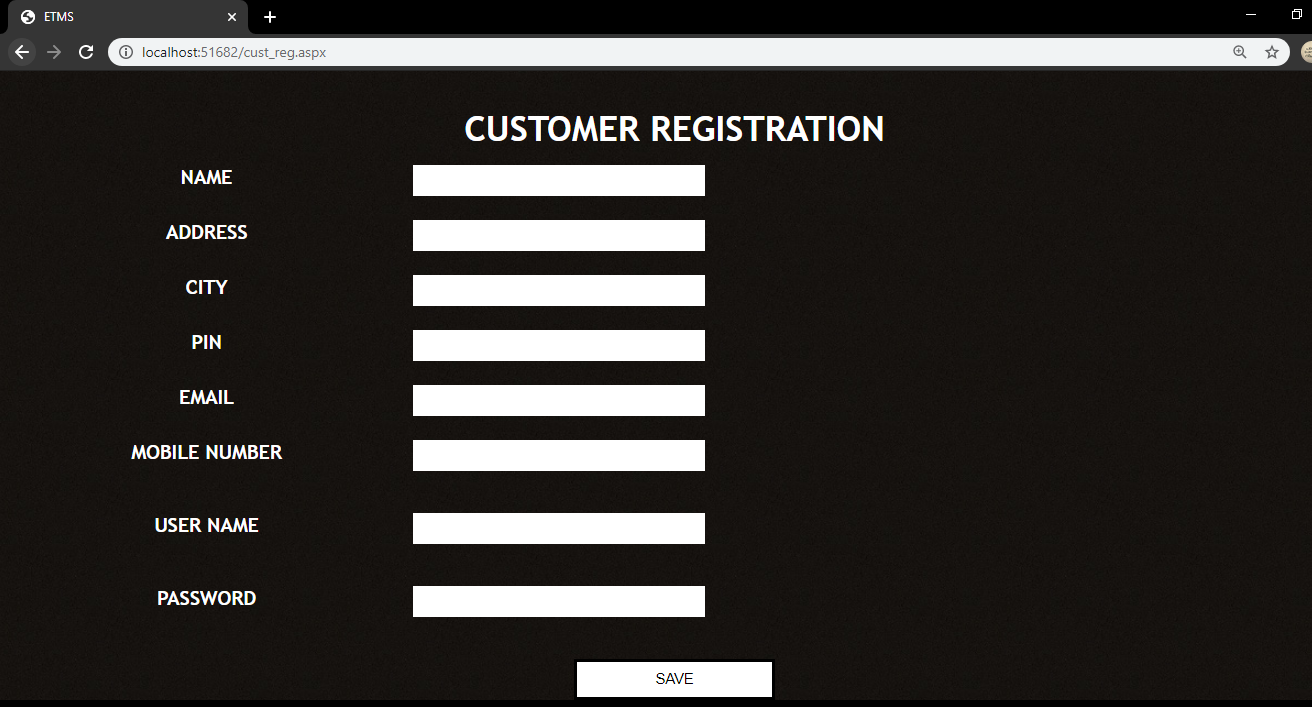 ETMS
localhost:51682/cust_reg.aspx
CUSTOMER REGISTRATION
NAME
ADDRESS
CITY
PIN
EMAIL
MOBILE NUMBER
USER NAME
PASSWORD
SAVE